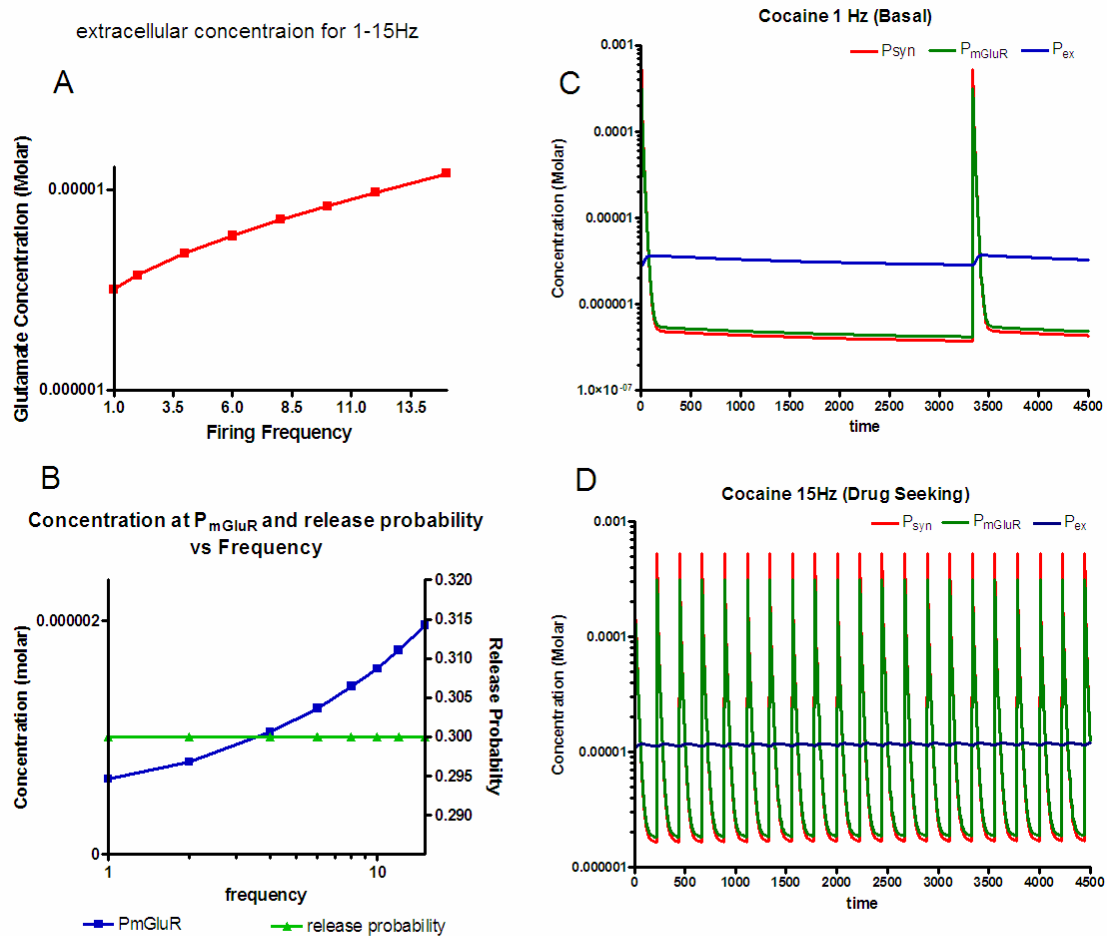 extracellular concentraion for 1-15Hz
A
Glutamate Concentration (Molar)
0.00001
0.000001
1.0 3.5 6.0 8.5 11.0 13.5
Firing Frequency
B
Concentration at PmGluR and release probability
vs Frequency
Concentration (molar)
0.000002
0
0.320
0.315
0.310
0.305
0.300
0.295
0.290
Release Probabiity
1 10
frequency
PmGluR release probability
Cocaine 1 Hz (Basal)
C
Psyn PmGluR Pex
Concentration (Molar)
0.001
0.0001
0.00001
0.000001
1.0×10-07
0 500 1000 1500 2000 2500 3000 3500 4000 4500
time
D
Cocaine 15Hz (Drug Seeking)
Psyn PmGluR Pex
Concentration (Molar)
0.001
0.0001
0.00001
0.000001
0 500 1000 1500 2000 2500 3000 3500 4000 4500
time